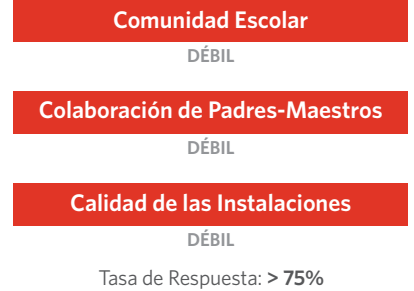 Comunidad Escolar
DÉBIL
Colaboración de Padres-Maestros
DÉBIL
Calidad de las Instalaciones
DÉBIL
Tasa de Respuesta: > 75%